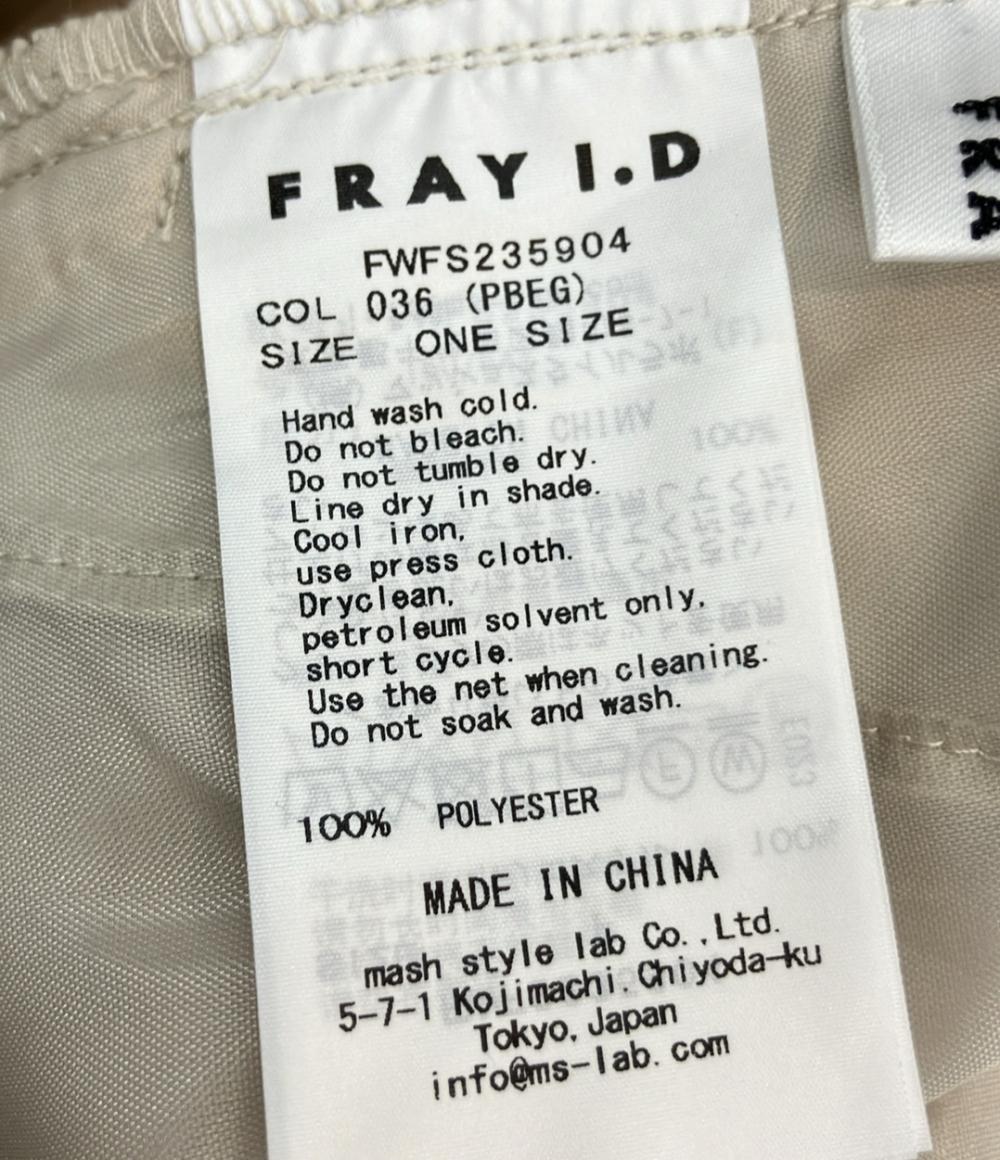 FRAY I.D
FWFS235904
COL 036 (PBEG)
SIZE ONE SIZE
Hand wash cold.
Do not bleach.
Do not tumble dry.
Line dry in shade.
Cool iron,
use press cloth.
Dryclean,
petroleum solvent only,
short cycle.
Use the net when cleaning.
Do not soak and wash.
100% POLYESTER
MADE IN CHINA
mash style lab Co.,Ltd.
5-7-1 Kojimachi, Chiyoda-ku
Tokyo, Japan
info@ms-lab.com
FRA